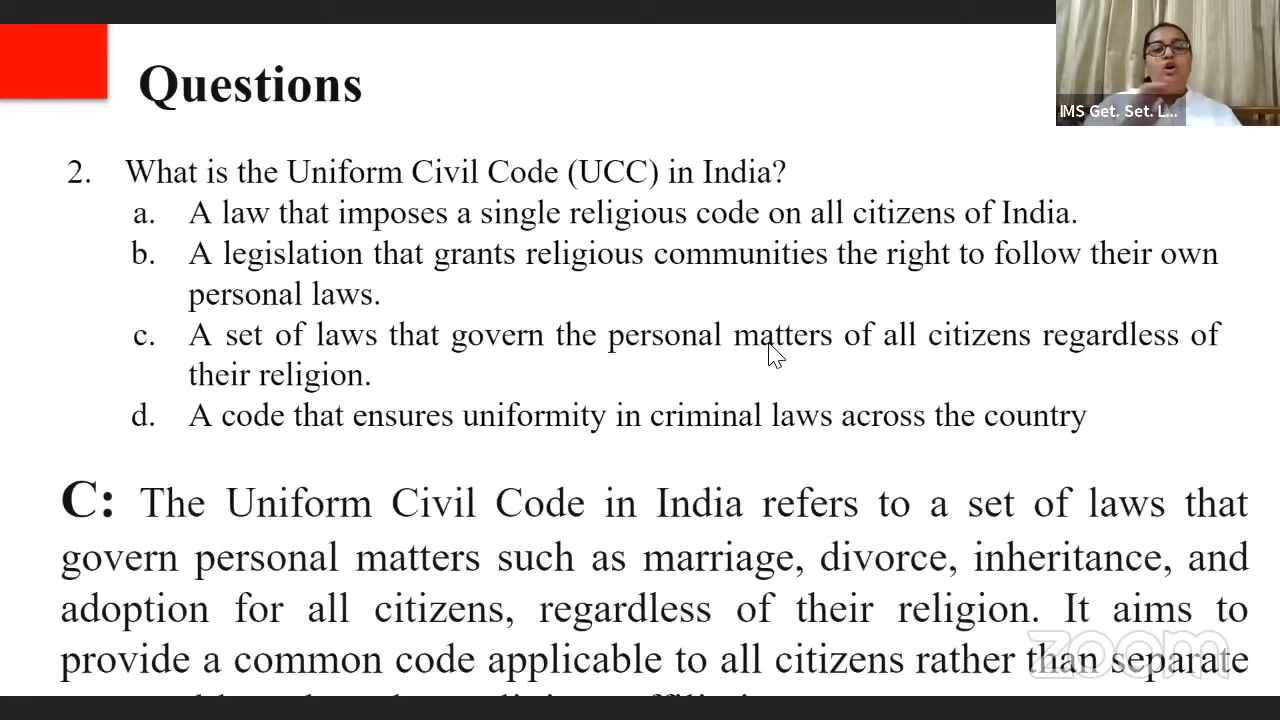 Questions
IMS Get. Set. L...
2. What is the Uniform Civil Code (UCC) in India?
a. A law that imposes a single religious code on all citizens of India.
b. A legislation that grants religious communities the right to follow their own
personal laws.
c. A set of laws that govern the personal matters of all citizens regardless of
their religion.
d. A code that ensures uniformity in criminal laws across the country
C: The Uniform Civil Code in India refers to a set of laws that
govern personal matters such as marriage, divorce, inheritance, and
adoption for all citizens, regardless of their religion. It aims to
provide a common code applicable to all citizens rather than separate
zoom